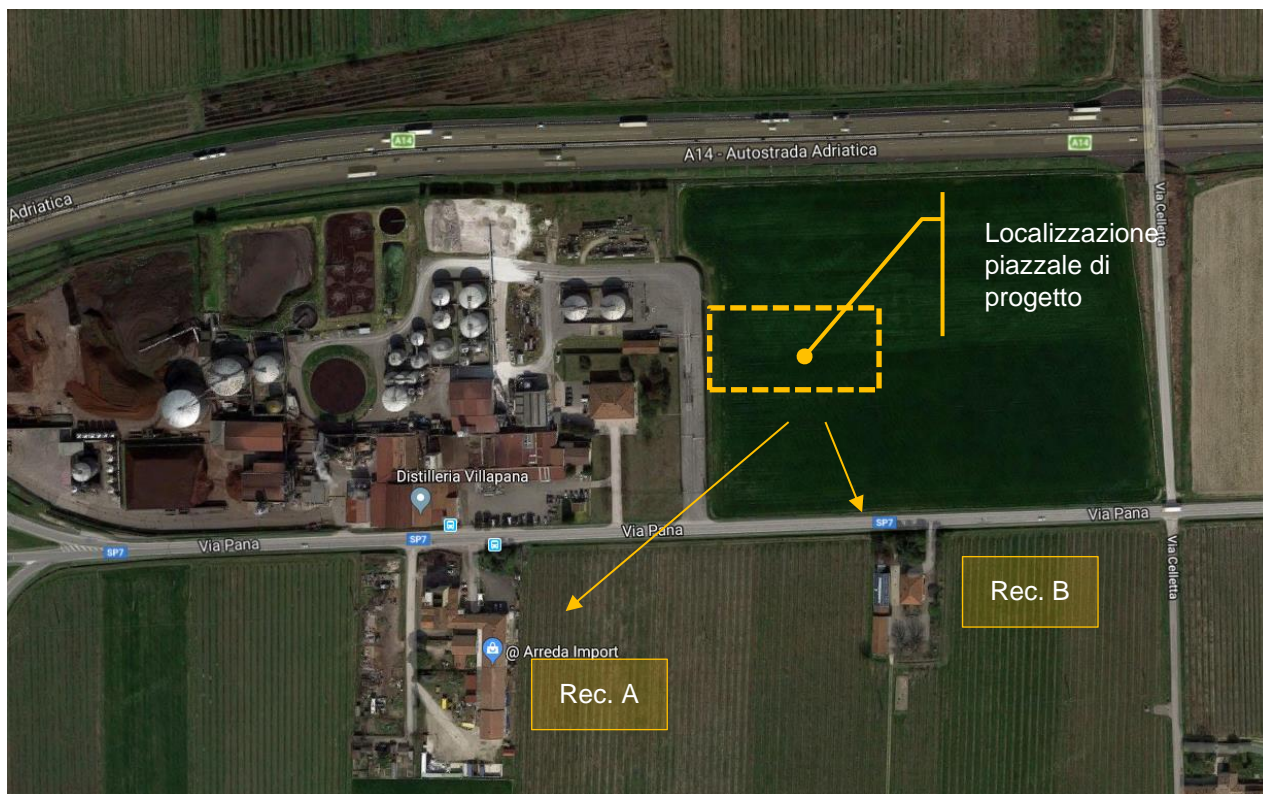 A14
A14
A14 - Autostrada Adriatica
Adriatica
Via Celletta
Localizzazione
piazzale di
progetto
Distilleria Villapana
SP7
Via Pana
SP7
Via Pana
SP7
Via Pana
Via Celletta
Rec. B
@ Arreda Import
Rec. A